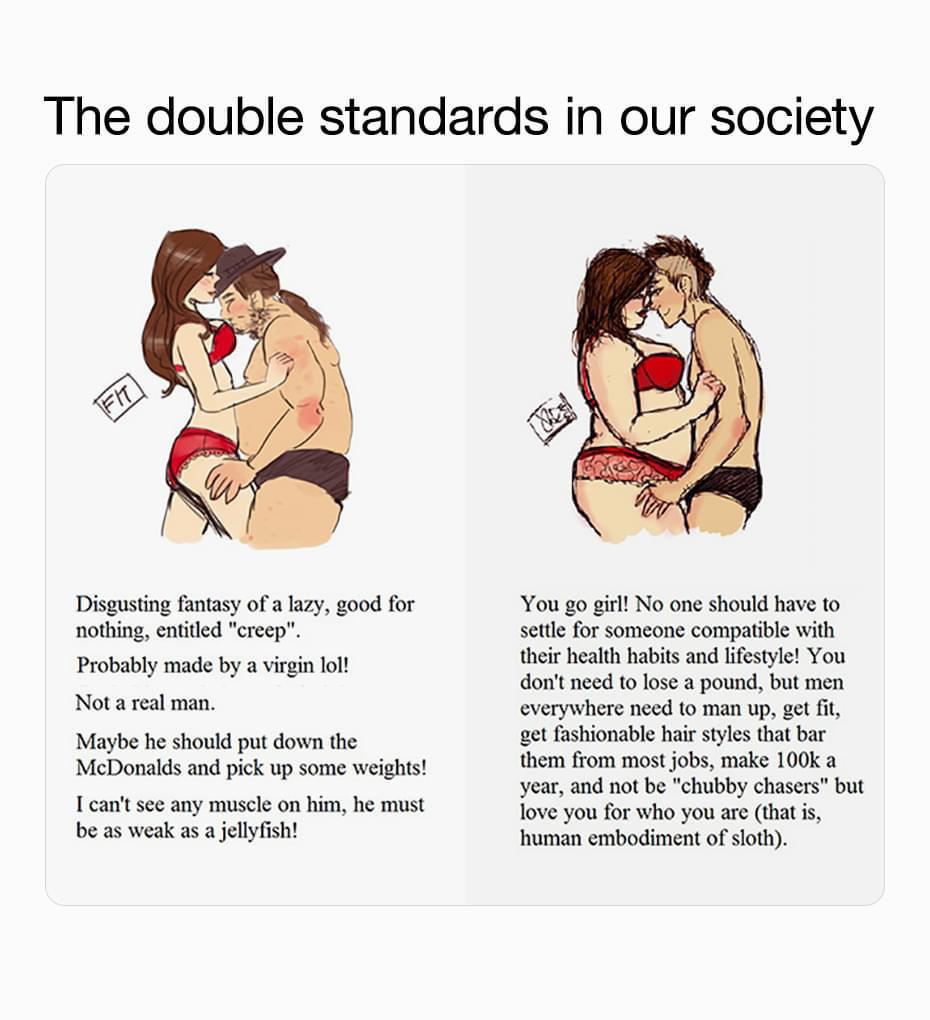 The double standards in our society
FIT
Disgusting fantasy of a lazy, good for
nothing, entitled "creep".
Probably made by a virgin lol!
Not a real man.
Maybe he should put down the
McDonalds and pick up some weights!
I can't see any muscle on him, he must
be as weak as a jellyfish!
You go girl! No one should have to
settle for someone compatible with
their health habits and lifestyle! You
don't need to lose a pound, but men
everywhere need to man up, get fit,
get fashionable hair styles that bar
them from most jobs, make 100k a
year, and not be "chubby chasers" but
love you for who you are (that is,
human embodiment of sloth).